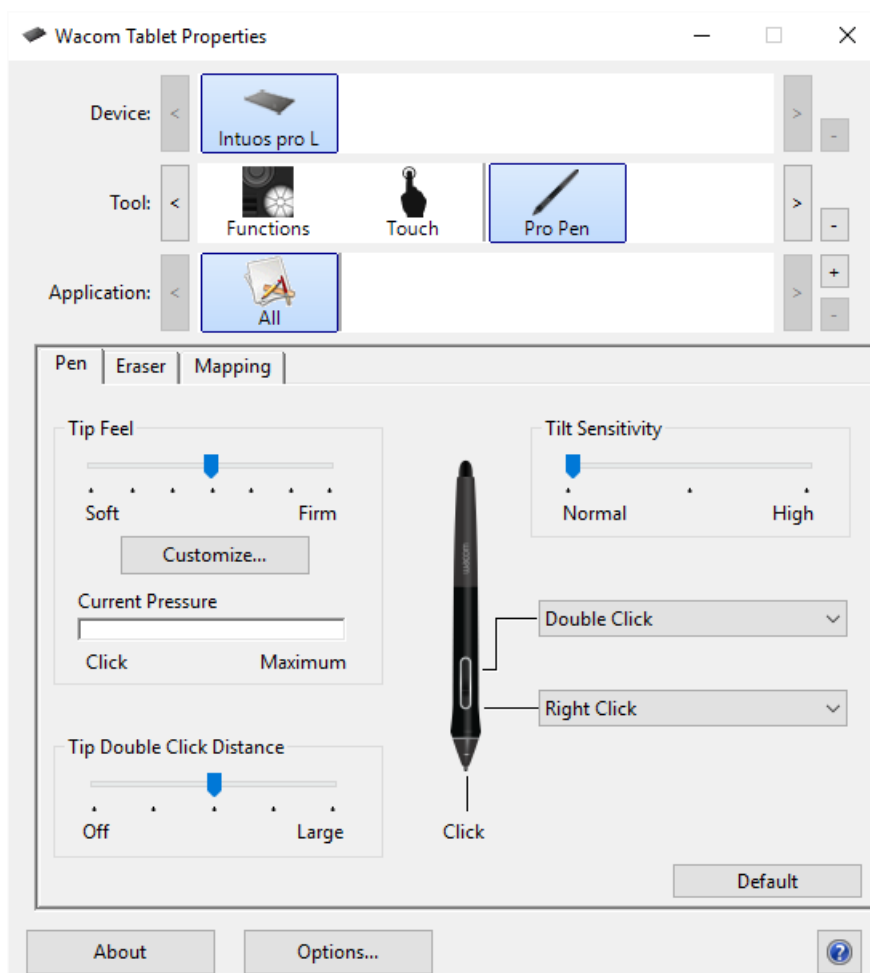 Wacom Tablet Properties
Device:
<
Intuos pro L
>
-
Tool:
<
Functions
Touch
Pro Pen
>
-
Application:
<
All
>
+
-
Pen
Eraser
Mapping
Tip Feel
Soft
Firm
Customize...
Current Pressure
Click
Maximum
Tip Double Click Distance
Off
Large
wacom
Click
Tilt Sensitivity
Normal
High
Double Click
Right Click
Default
About
Options...
?